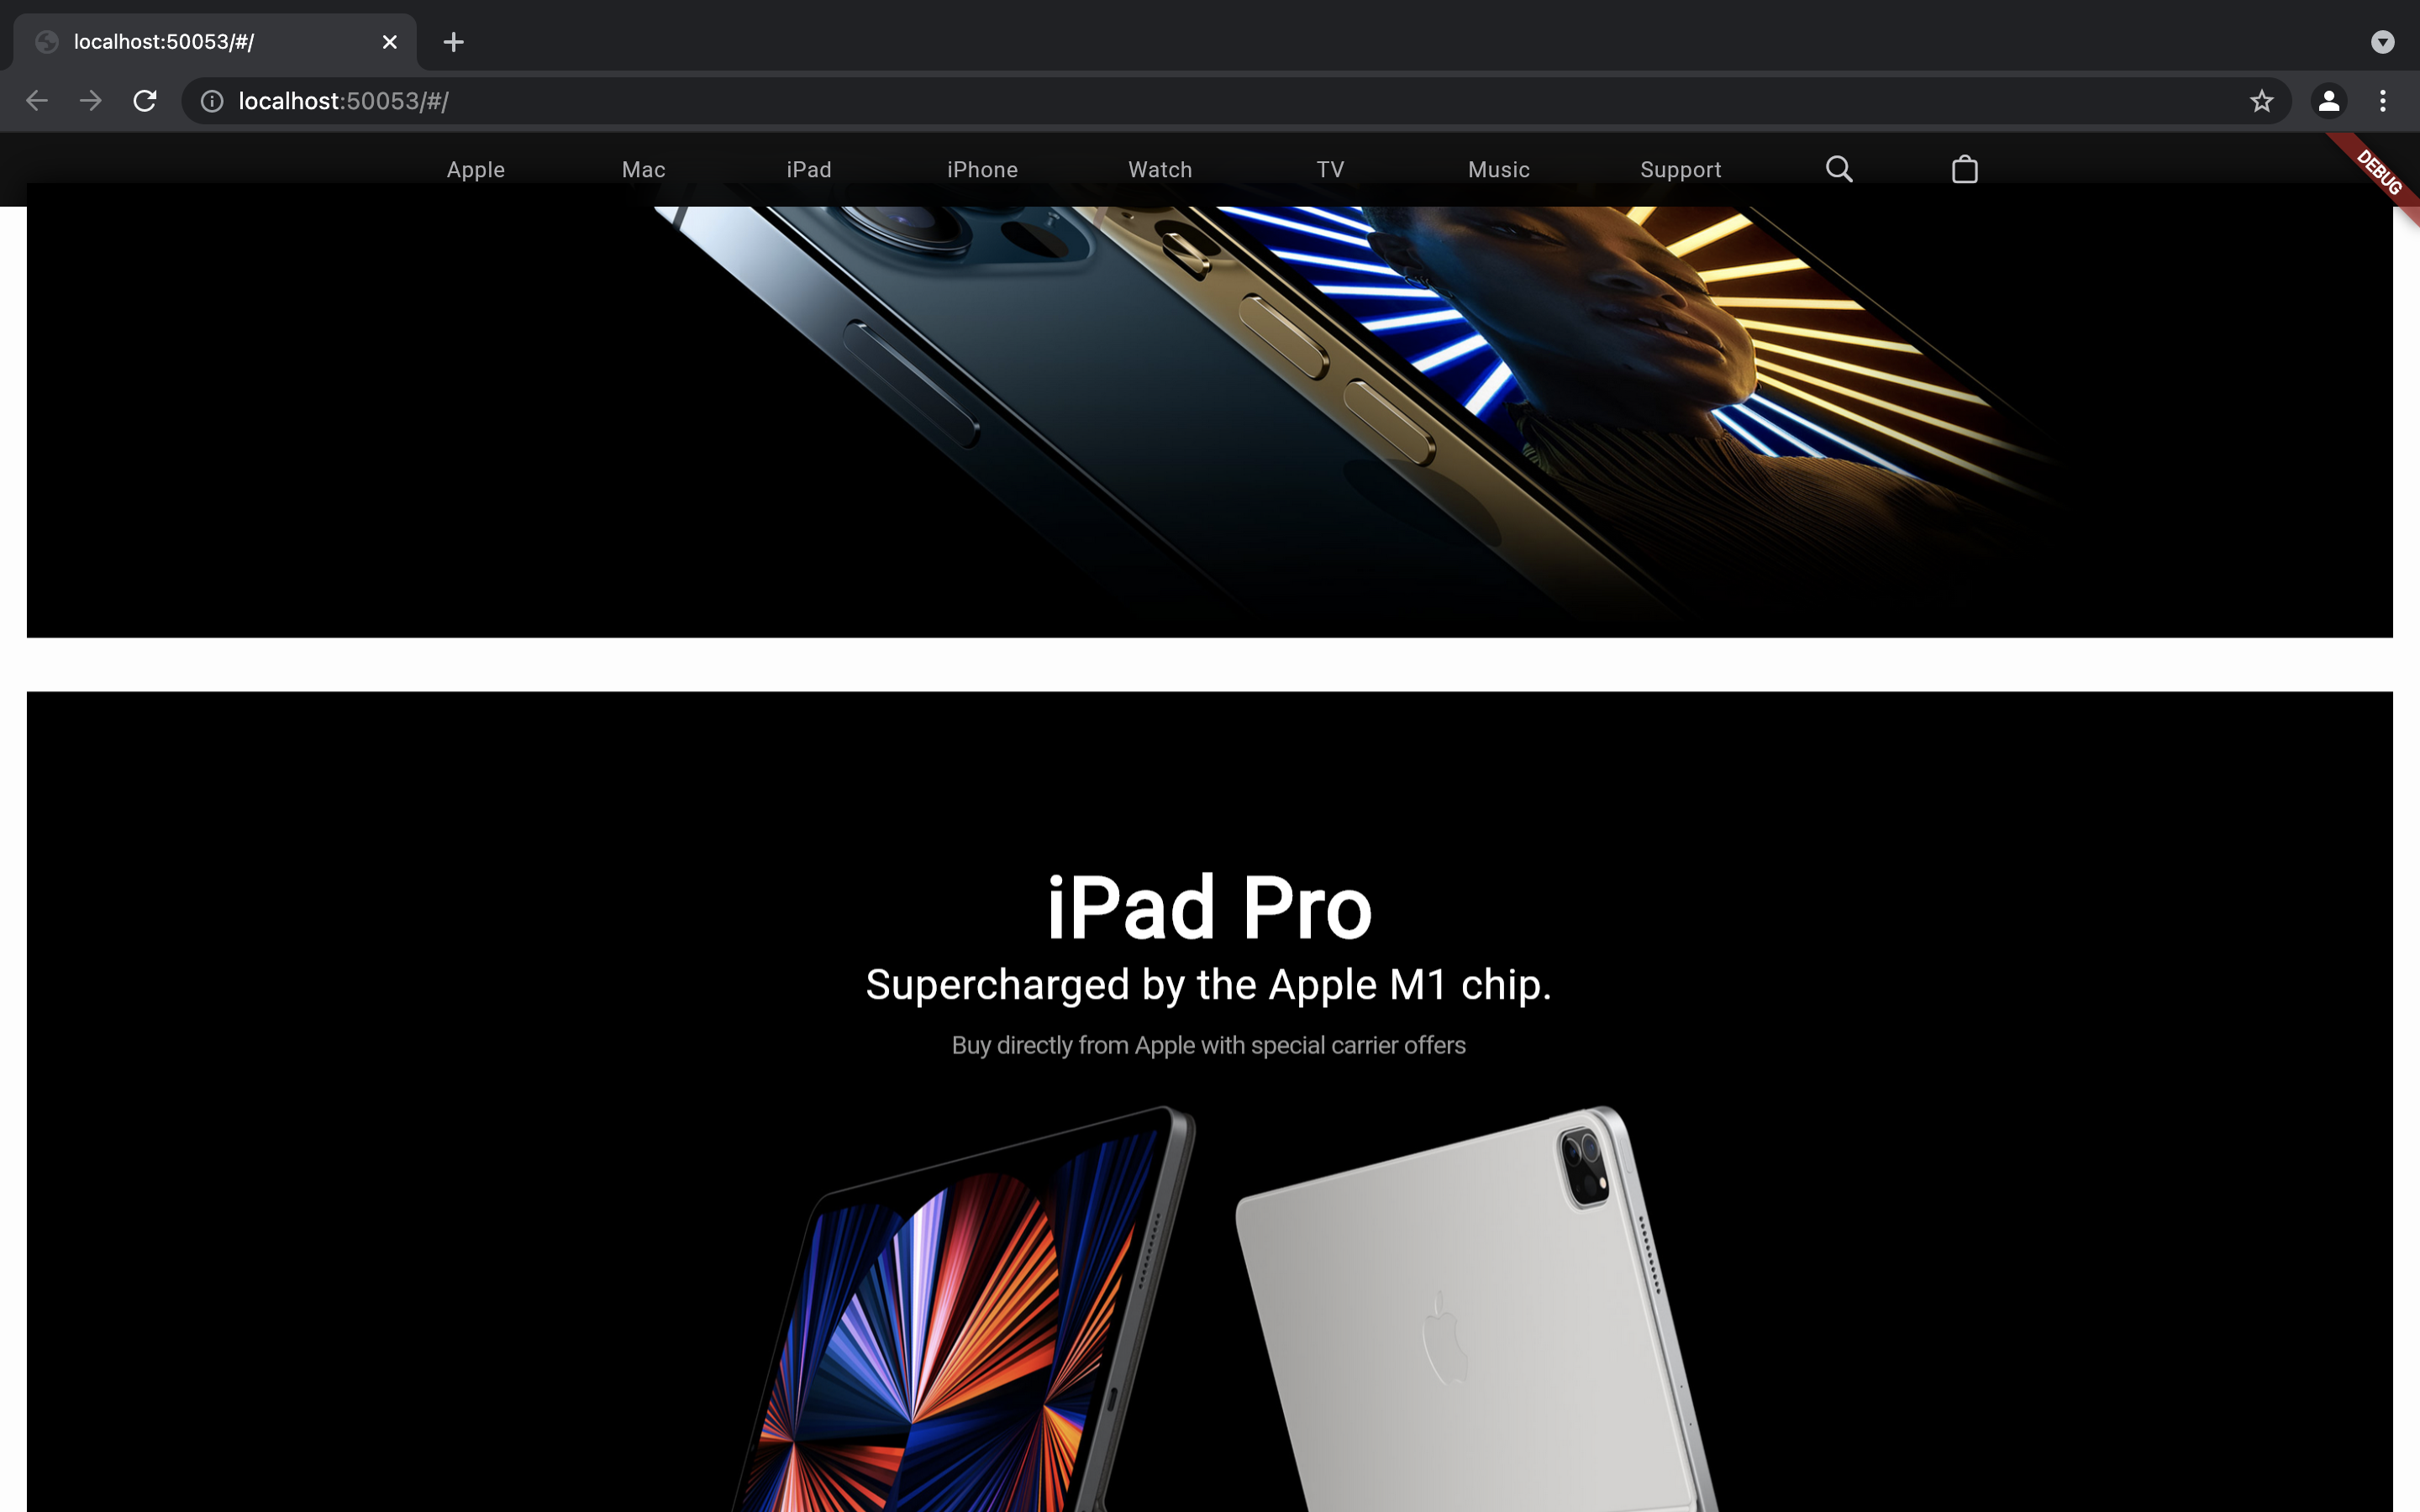 localhost:50053/#/
localhost:50053/#/
Apple Mac iPad iPhone Watch TV Music Support
DEBUG
iPad Pro
Supercharged by the Apple M1 chip.
Buy directly from Apple with special carrier offers